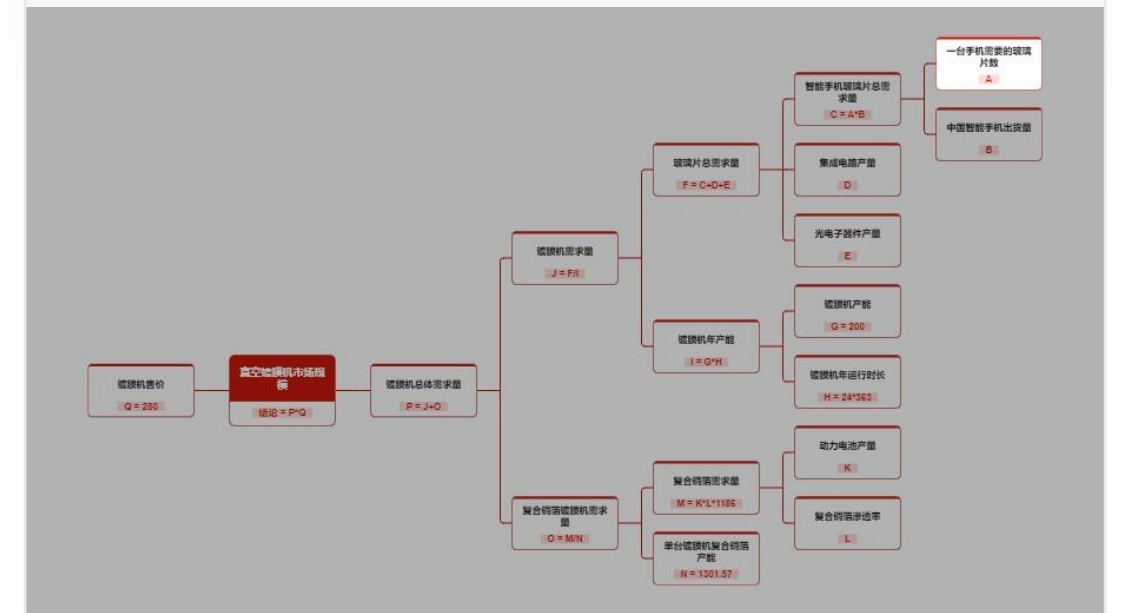 一台手机需要的玻璃
片数
A
智能手机玻璃片总需
求量
C = A*B
中国智能手机出货量
B
玻璃片总需求量
F = C+D+E
集成电路产量
D
光电子器件产量
E
镀膜机需求量
J = F/I
镀膜机产能
G = 200
镀膜机年产能
I = G*H
镀膜机年运行时长
H = 24*363
镀膜机售价
Q = 280
真空镀膜机市场规
模
结论 = P*Q
镀膜机总体需求量
P = J+O
动力电池产量
K
复合铜箔需求量
M = K*L*1186
复合铜箔镀膜机需求
量
O = M/N
复合铜箔渗透率
L
单台镀膜机复合铜箔
产能
N = 1301.57